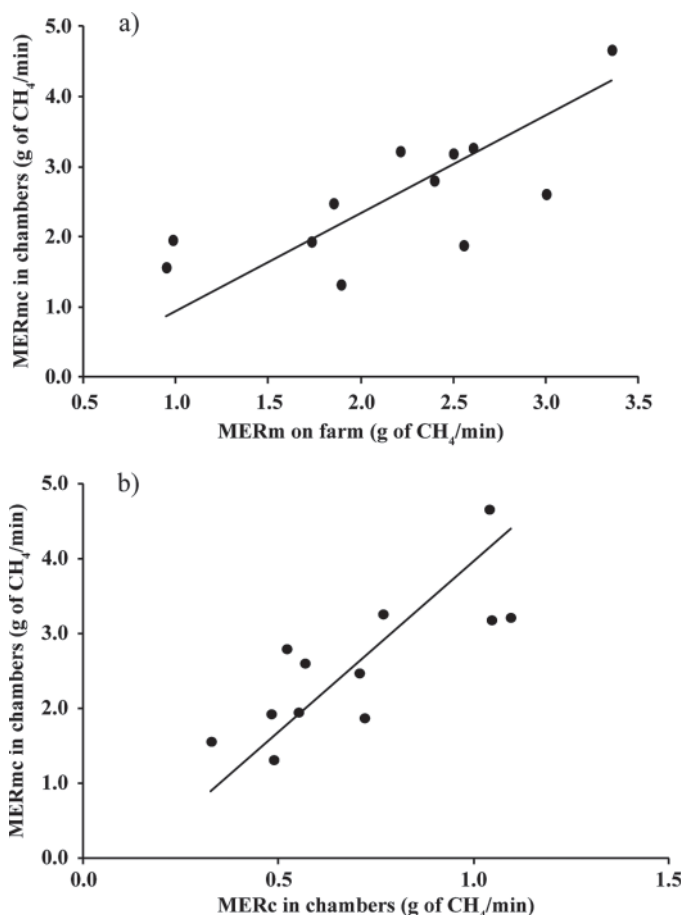 a)
MERmc in chambers (g of CH₄/min)
5.0
4.0
3.0
2.0
1.0
0.0
0.5 1.0 1.5 2.0 2.5 3.0 3.5
MERm on farm (g of CH₄/min)
b)
MERmc in chambers (g of CH₄/min)
5.0
4.0
3.0
2.0
1.0
0.0
0.0 0.5 1.0 1.5
MERc in chambers (g of CH₄/min)